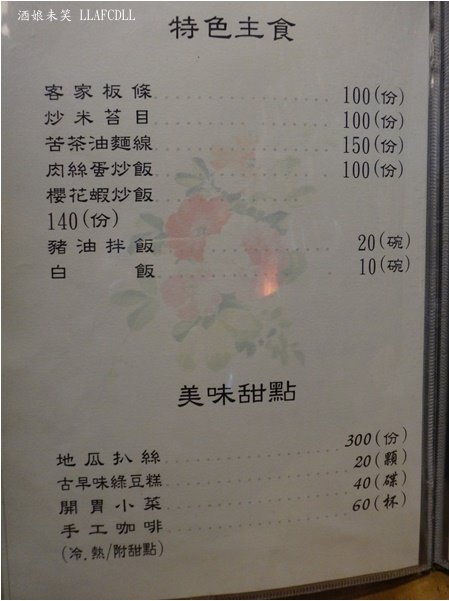 酒娘未笑 LLAFCDLL
特色主食
客家板條 100(份)
炒米苔目 100(份)
苦茶油麵線 150(份)
肉絲蛋炒飯 100(份)
櫻花蝦炒飯
140(份)
豬油拌飯 20(碗)
白飯 10(碗)
美味甜點
地瓜扒絲 300(份)
古早味綠豆糕 20(顆)
開胃小菜 40(碟)
手工咖啡 60(杯)
(冷.熱/附甜點)